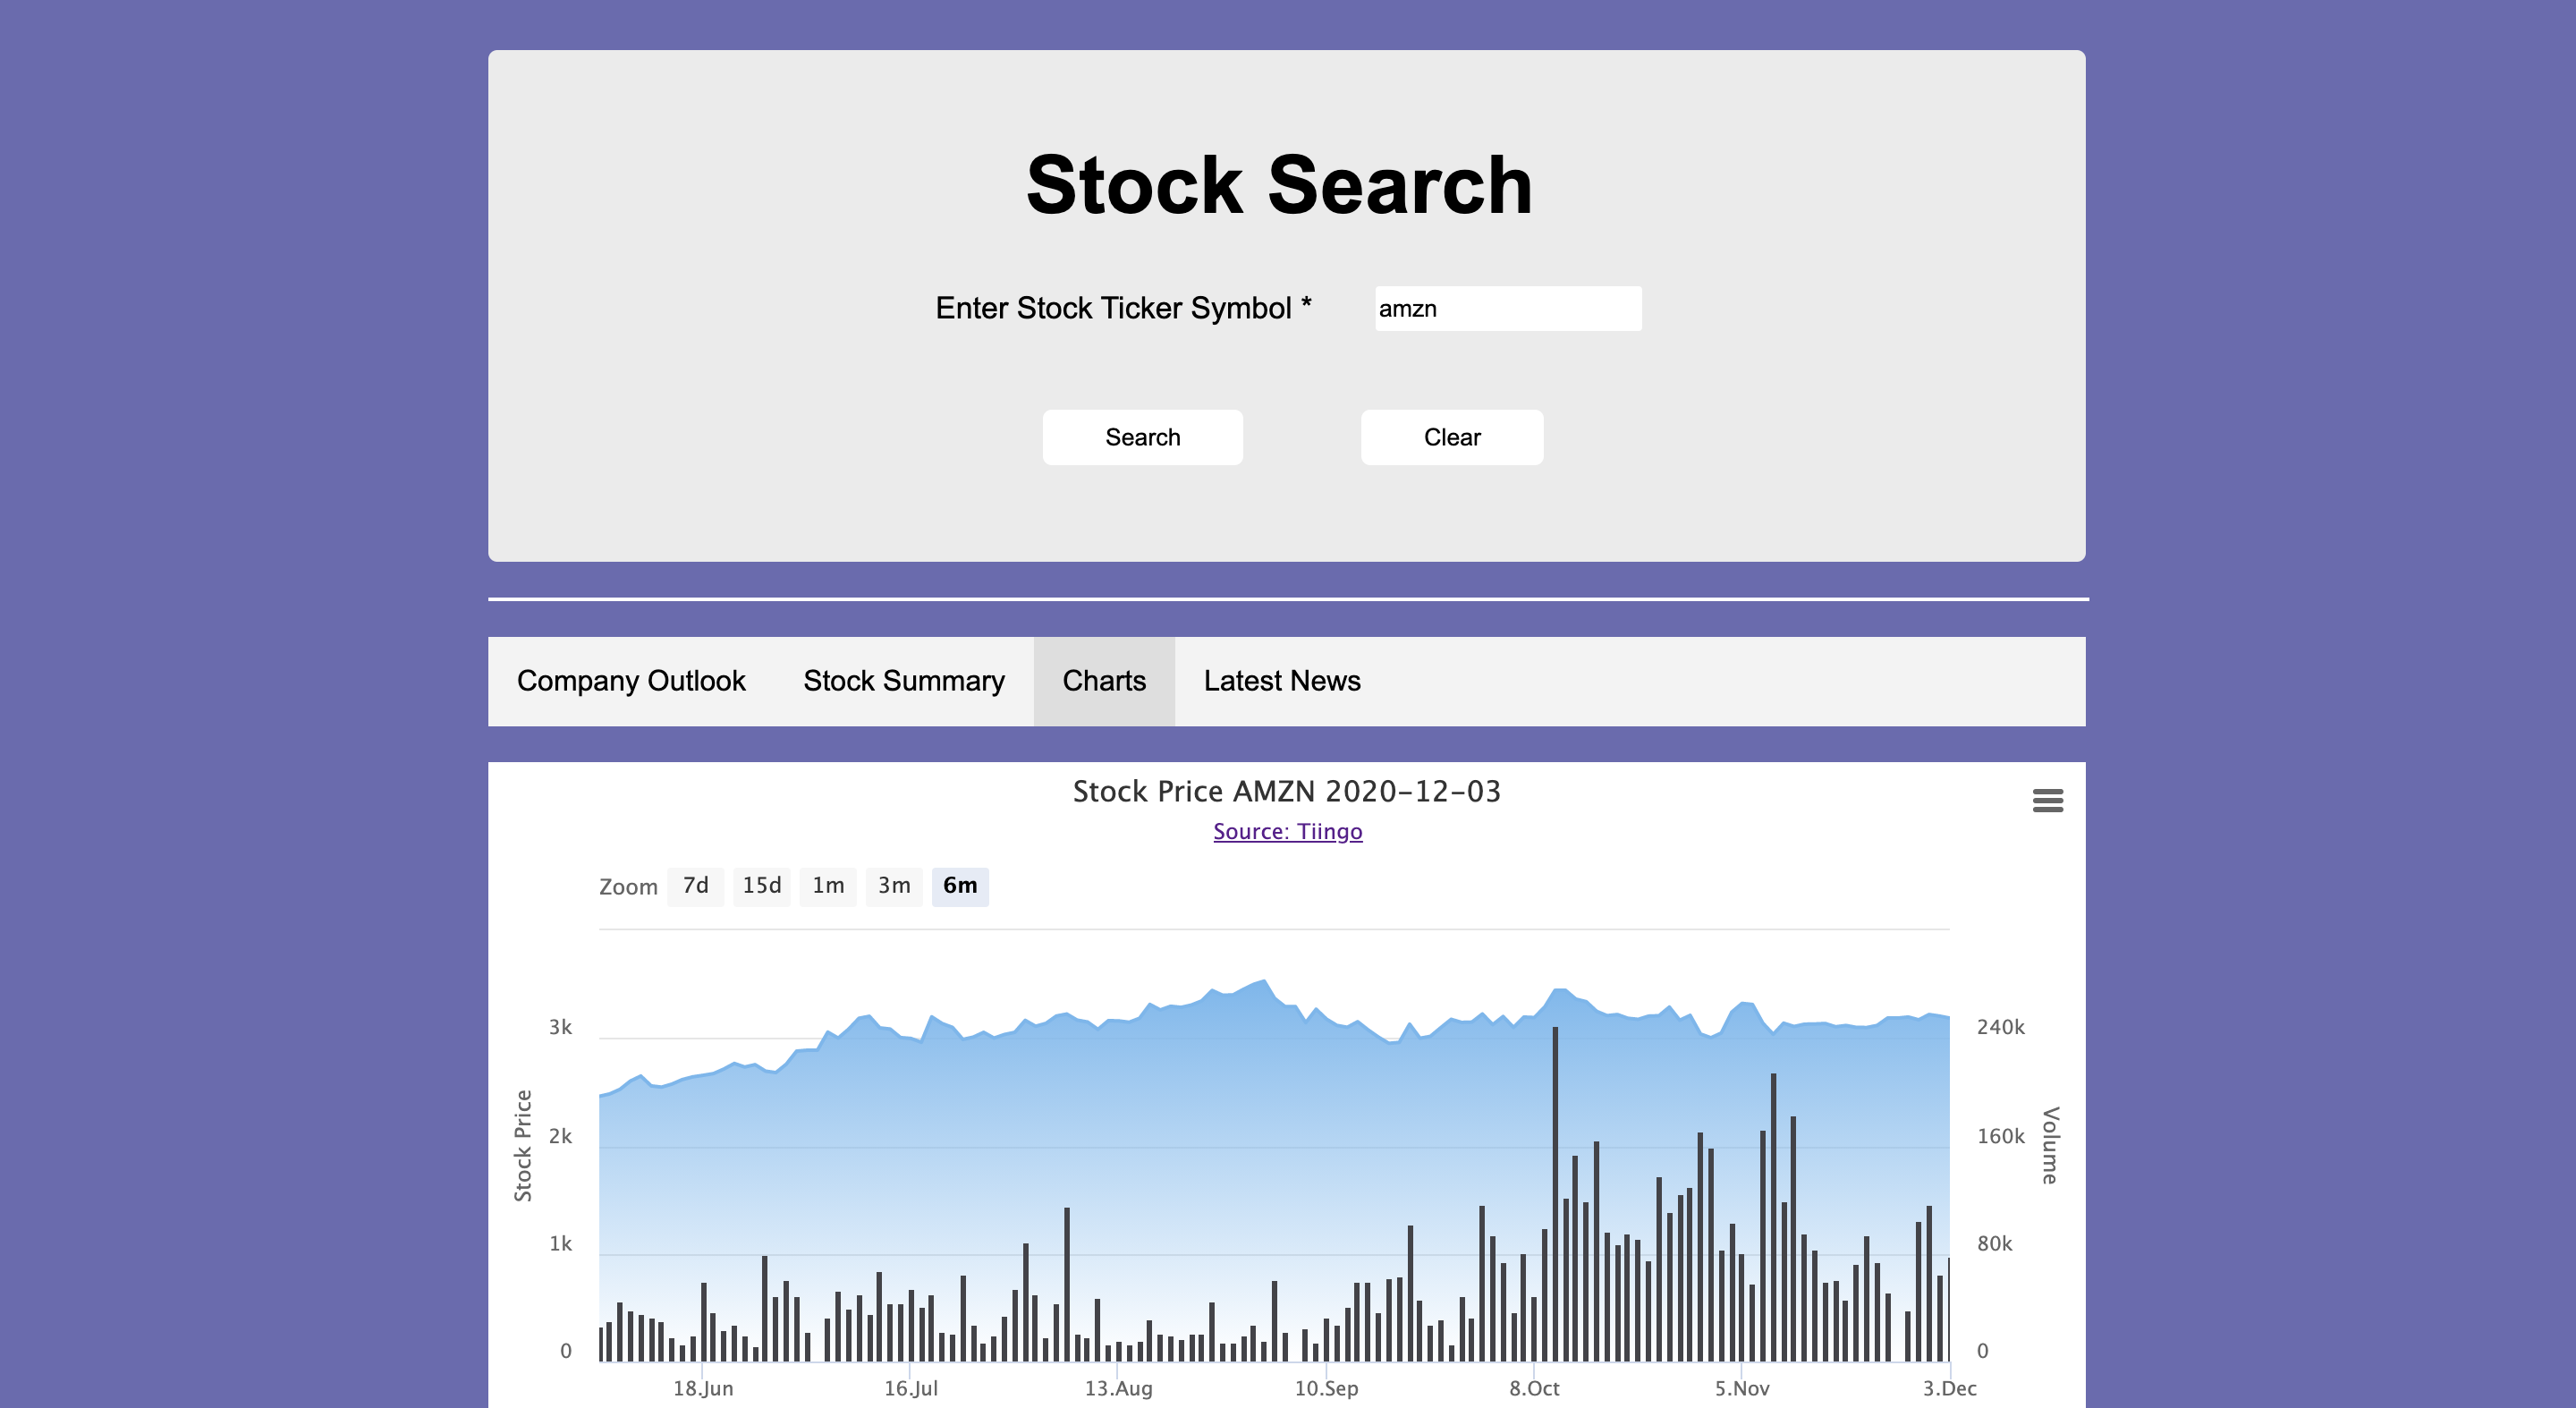 Stock Search
Enter Stock Ticker Symbol * amzn
Search Clear
Company Outlook Stock Summary Charts Latest News
Stock Price AMZN 2020-12-03
Source: Tiingo
Zoom 7d 15d 1m 3m 6m
3k 240k
2k 160k
Stock Price
Volume
1k 80k
0 0
18.Jun 16.Jul 13.Aug 10.Sep 8.Oct 5.Nov 3.Dec